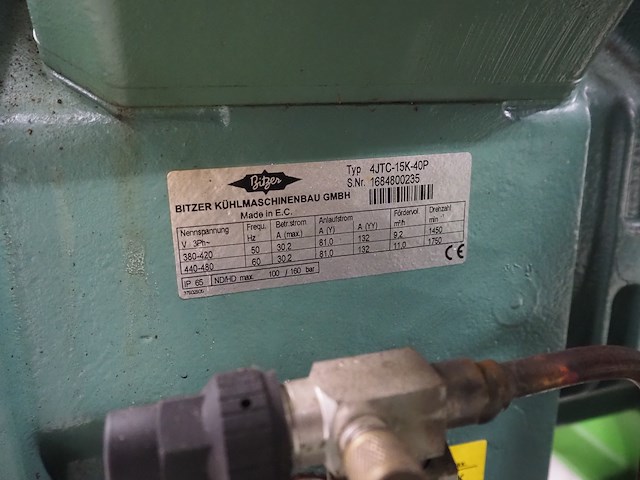 Bitzer
Typ 4JTC-15K-40P
S.Nr. 1684800235
BITZER KÜHLMASCHINENBAU GMBH
Made in E.C.
Nennspannung Frequ. Betr.strom Anlaufstrom Fördervol Drehzahl
V 3Ph~ Hz A (max.) A (Y) A (YY) m³/h min⁻¹
380-420 50 30.2 81.0 132 9.2 1450
440-480 60 30.2 81.0 132 11.0 1750
IP 65 ND/HD max. 100 / 160 bar
CE